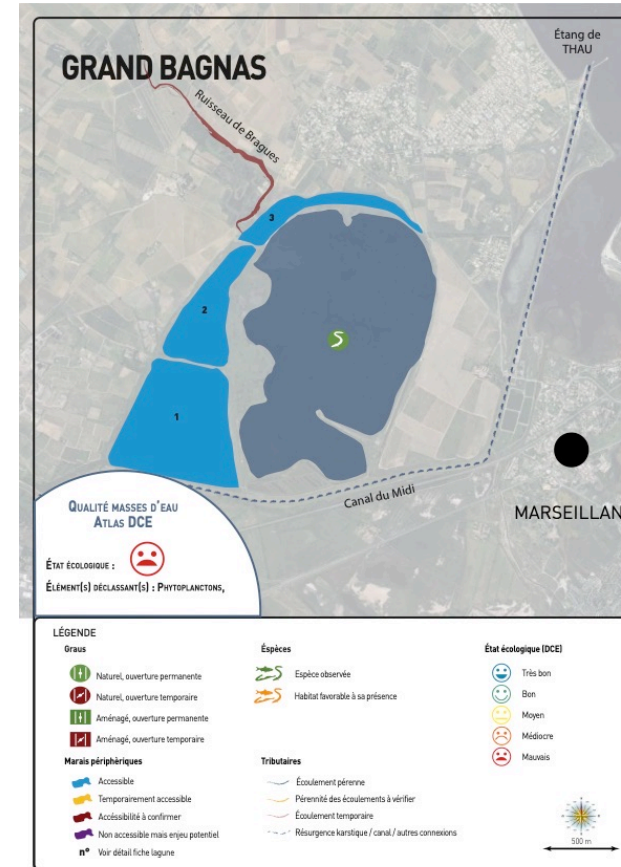 GRAND BAGNAS
Étang de
THAU
Ruisseau de Bragues
3
2
1
Canal du Midi
MARSEILLAN
Qualité masses d'eau
Atlas DCE
État écologique :
Élément(s) déclassant(s) : Phytoplanctons,
LÉGENDE
Graus
Naturel, ouverture permanente
Naturel, ouverture temporaire
Aménagé, ouverture permanente
Aménagé, ouverture temporaire
Marais périphèriques
Accessible
Temporairement accessible
Accéssibilité à confirmer
Non accessible mais enjeu potentiel
n° Voir détail fiche lagune
Éspèces
Espèce observée
Habitat favorable à sa présence
Tributaires
Écoulement pérenne
Pérennité des écoulements à vérifier
Écoulement temporaire
Résurgence karstique / canal / autres connexions
État écologique (DCE)
Très bon
Bon
Moyen
Médiocre
Mauvais
500 m